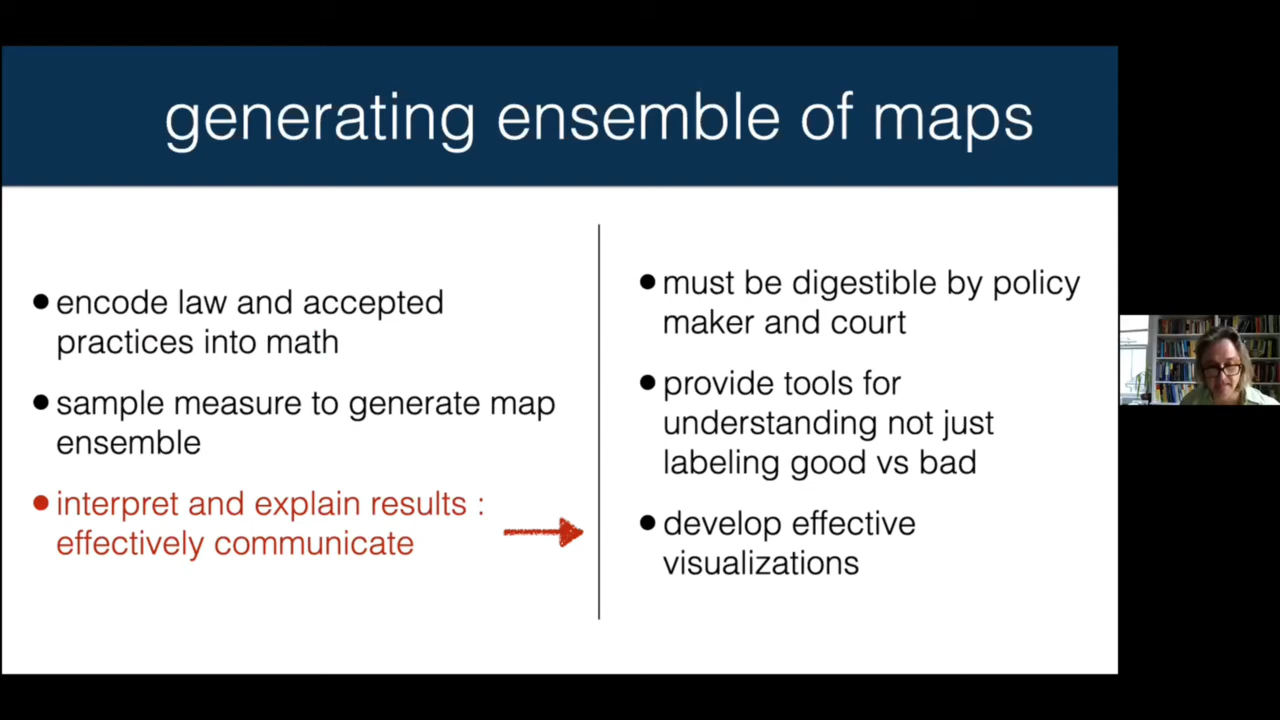 generating ensemble of maps
●encode law and accepted
practices into math
●sample measure to generate map
ensemble
●interpret and explain results :
effectively communicate
●must be digestible by policy
maker and court
●provide tools for
understanding not just
labeling good vs bad
●develop effective
visualizations